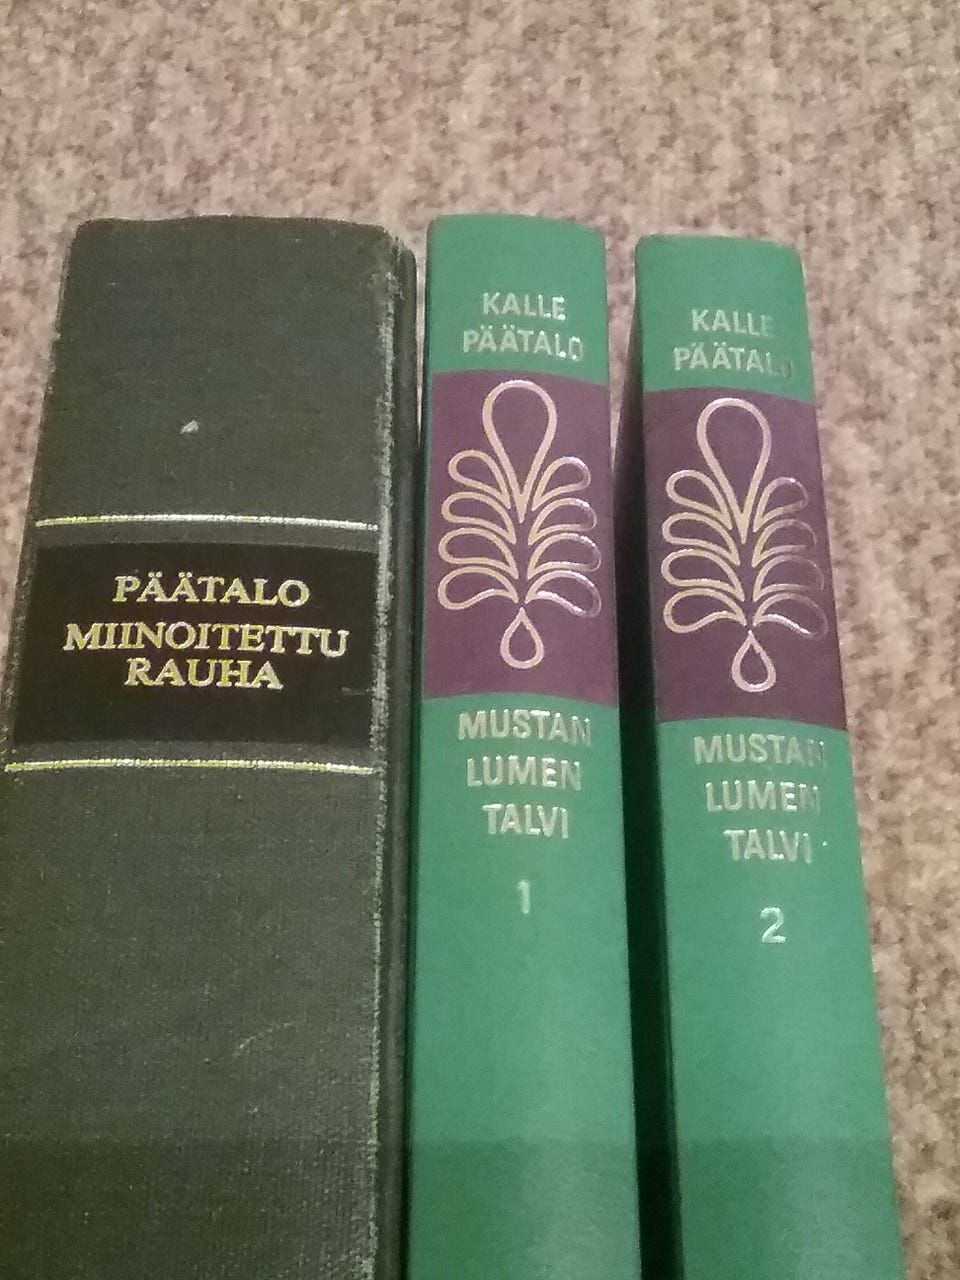 PÄÄTALO
MIINOITETTU
RAUHA
KALLE
PÄÄTALO
MUSTAN
LUMEN
TALVI
1
KALLE
PÄÄTALO
MUSTAN
LUMEN
TALVI
2